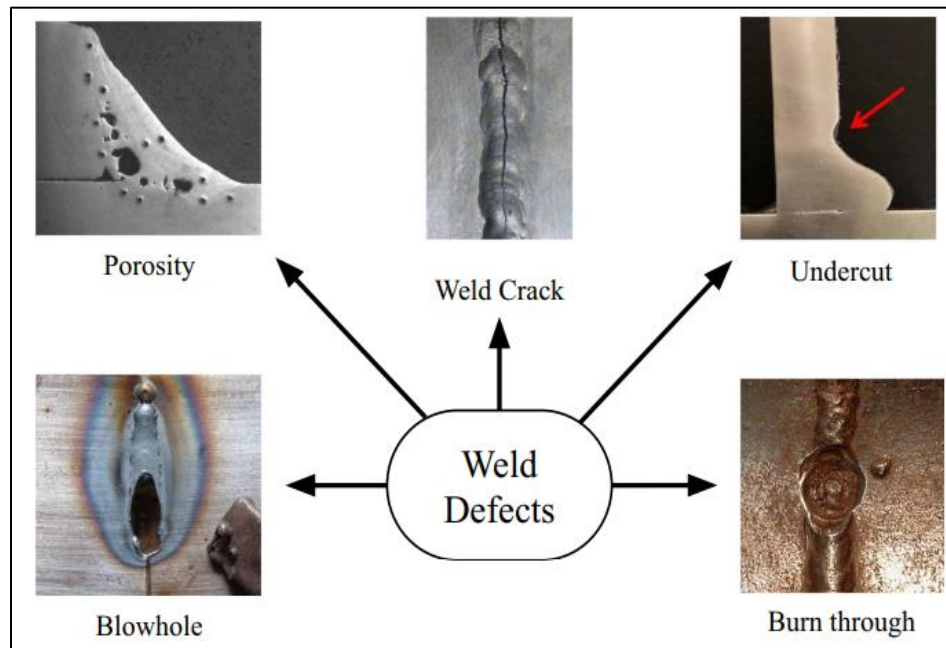 Porosity
Weld Crack
Undercut
Weld
Defects
Blowhole
Burn through